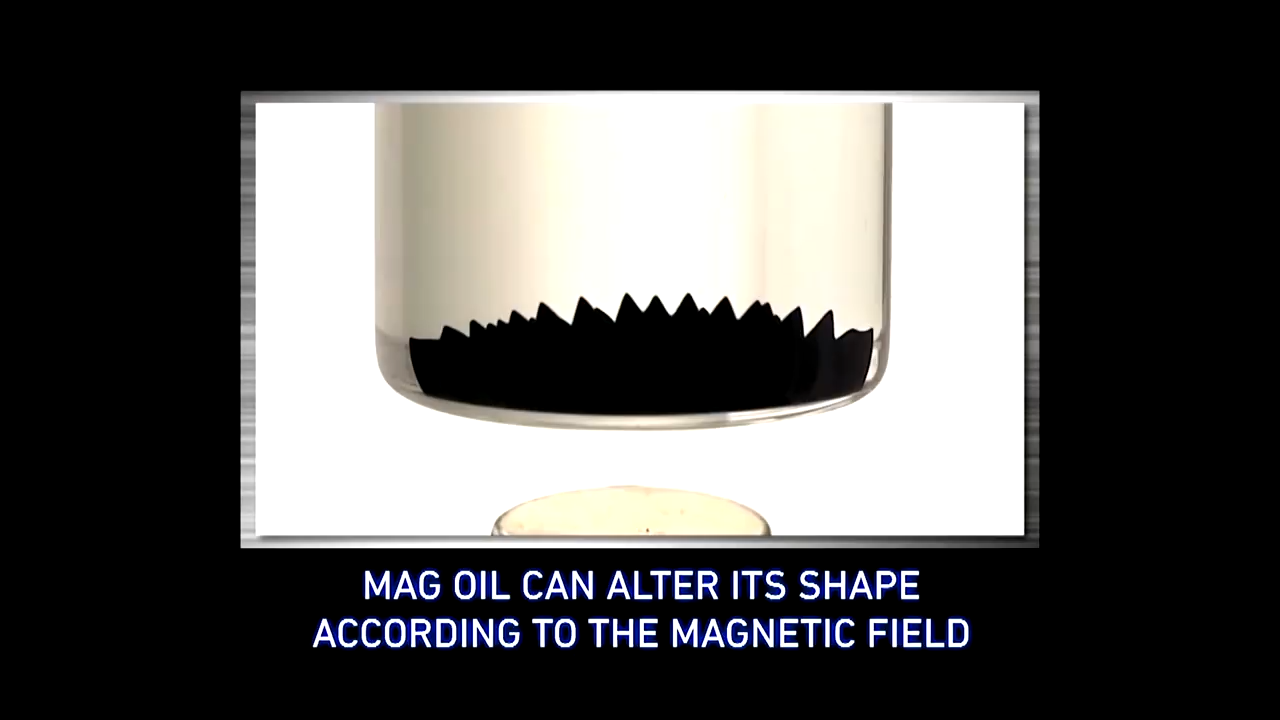 MAG OIL CAN ALTER ITS SHAPE
ACCORDING TO THE MAGNETIC FIELD